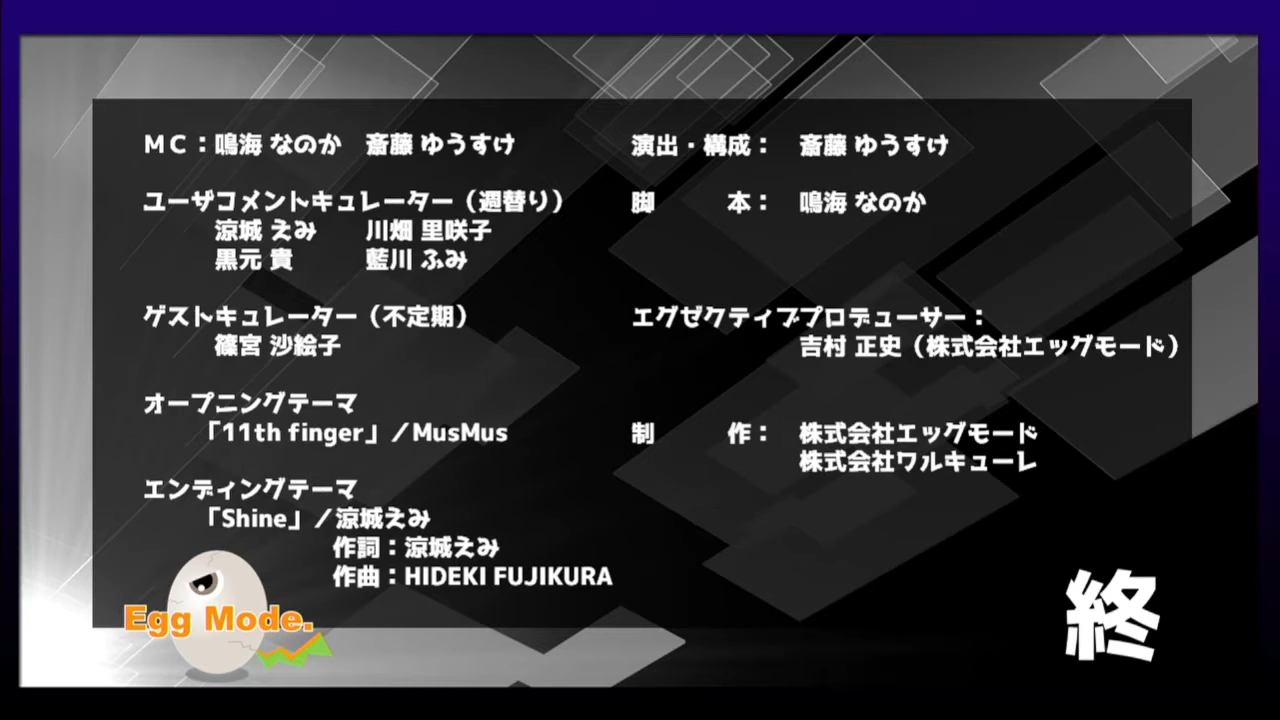 MC：鳴海 なのか　斎藤 ゆうすけ
ユーザコメントキュレーター（週替り）
涼城 えみ　川畑 里咲子
黒元 貴　藍川 ふみ
ゲストキュレーター（不定期）
篠宮 沙絵子
オープニングテーマ
「11th finger」／MusMus
エンディングテーマ
「Shine」／涼城えみ
作詞：涼城えみ
作曲：HIDEKI FUJIKURA
演出・構成：　斎藤 ゆうすけ
脚　本：　鳴海 なのか
エグゼクティブプロデューサー：
吉村 正史（株式会社エッグモード）
制　作：　株式会社エッグモード
株式会社ワルキューレ
Egg Mode.
終